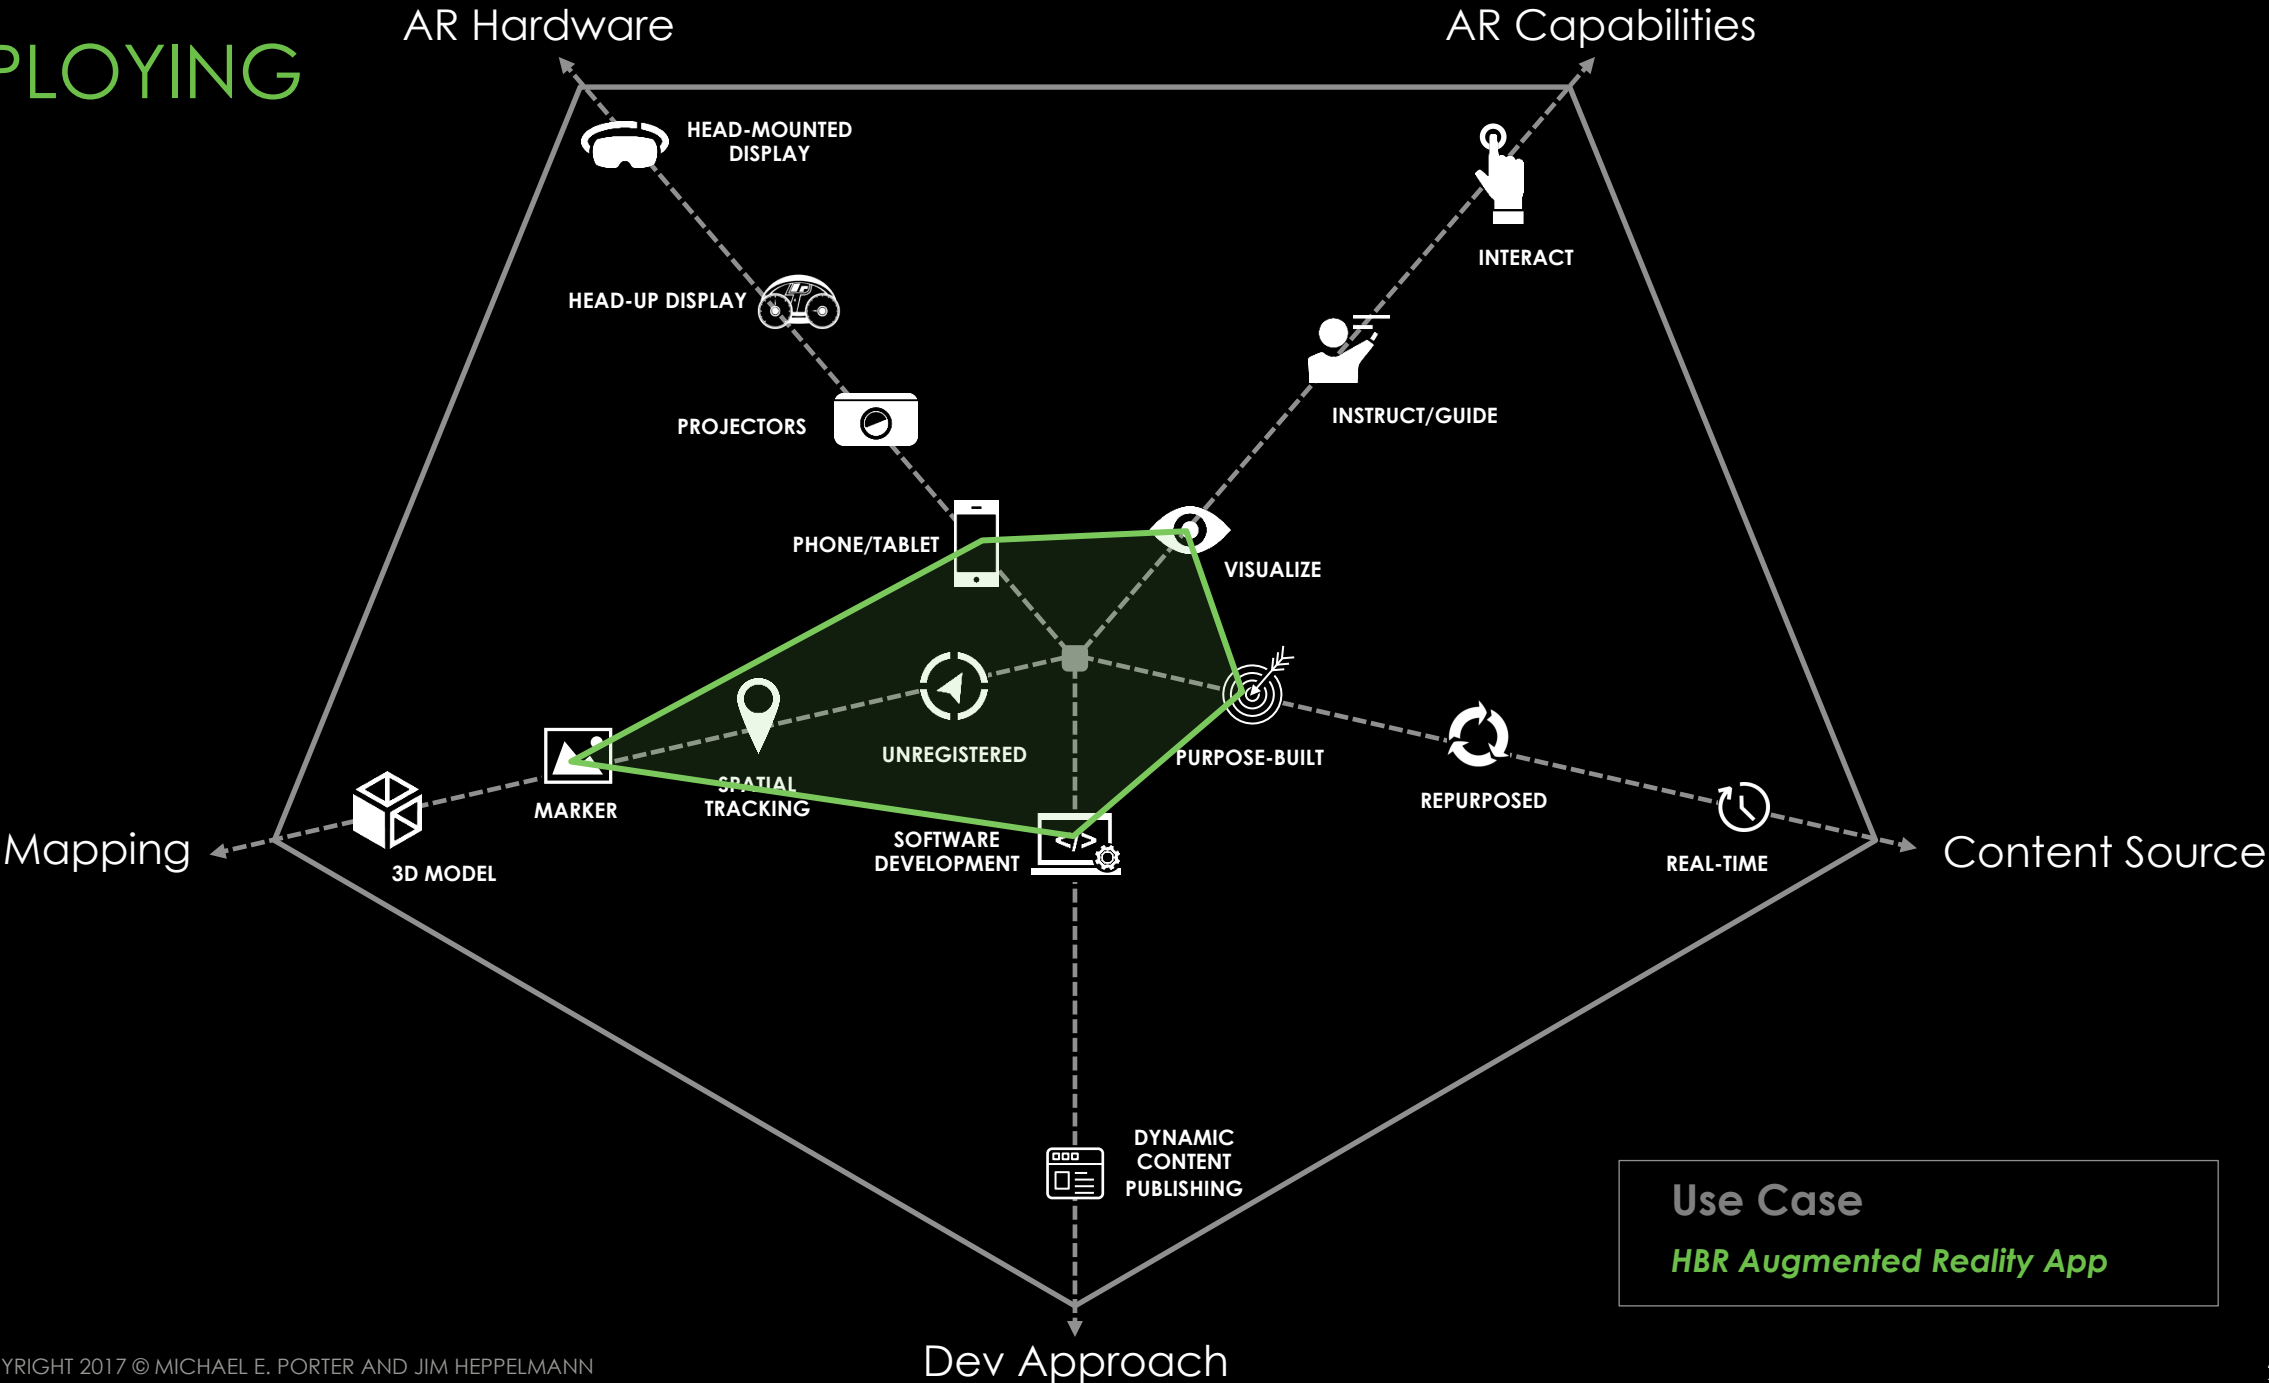 AR Hardware
AR Capabilities
PLOYING
HEAD-MOUNTED
DISPLAY
INTERACT
HEAD-UP DISPLAY
INSTRUCT/GUIDE
PROJECTORS
PHONE/TABLET
VISUALIZE
UNREGISTERED
PURPOSE-BUILT
SPATIAL
TRACKING
MARKER
REPURPOSED
SOFTWARE
DEVELOPMENT
</>
Mapping
3D MODEL
REAL-TIME
Content Source
DYNAMIC
CONTENT
PUBLISHING
Use Case
HBR Augmented Reality App
Dev Approach
YRIGHT 2017 © MICHAEL E. PORTER AND JIM HEPPELMANN